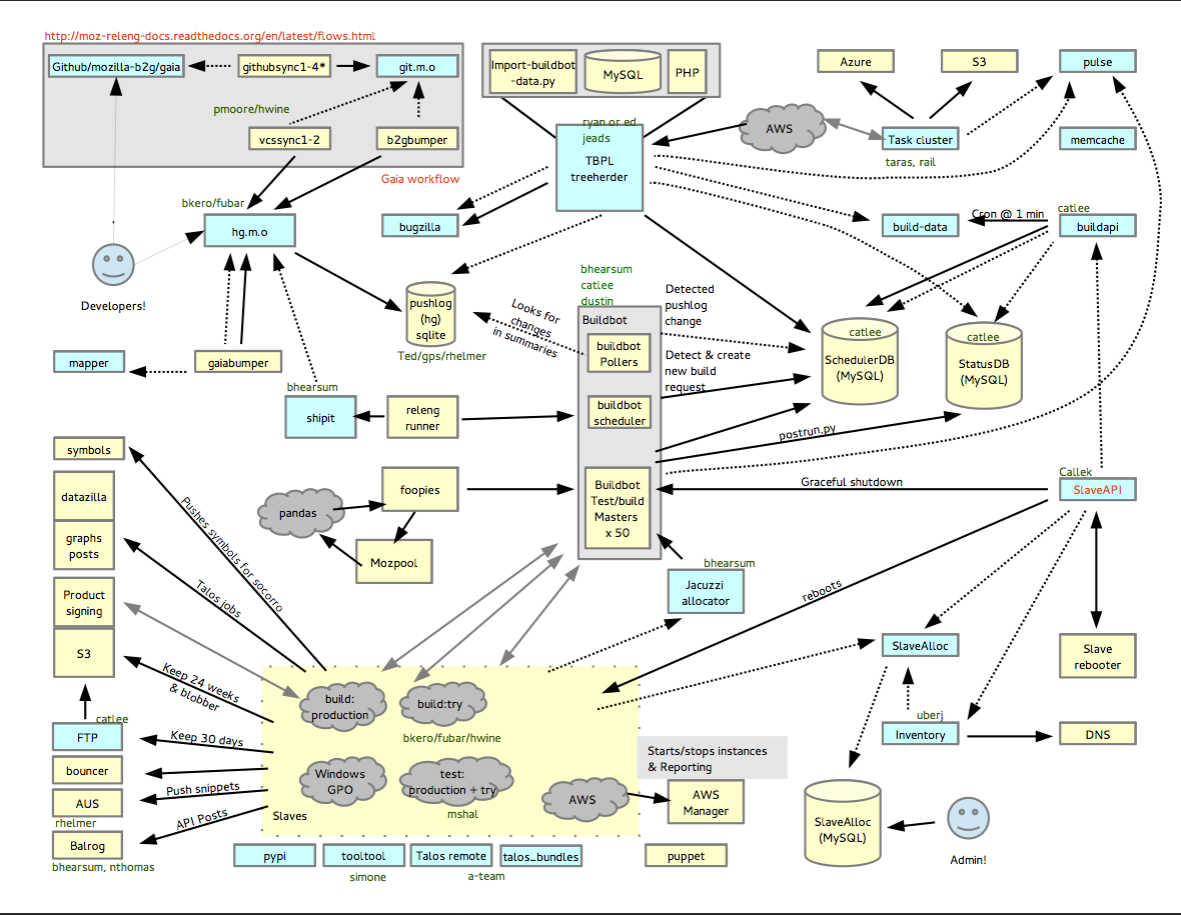 http://moz-releng-docs.readthedocs.org/en/latest/flows.html
Github/mozilla-b2g/gaia
githubsync1-4*
git.m.o
pmoore/hwine
vcssync1-2
b2gbumper
Gaia workflow
Import-buildbot
-data.py
MySQL
PHP
Azure
S3
pulse
AWS
Task cluster
taras, rail
memcache
ryan or ed
jeads
TBPL
treeherder
bkero/fubar
hg.m.o
bugzilla
build-data
Cron @ 1 min
catlee
buildapi
Developers!
pushlog
(hg)
sqlite
Ted/gps/rhelmer
Looks for
changes
in summaries
bhearsum
catlee
dustin
Buildbot
buildbot
Pollers
buildbot
scheduler
Buildbot
Test/build
Masters
x 50
Detected
pushlog
change
Detect & create
new build
request
catlee
SchedulerDB
(MySQL)
catlee
StatusDB
(MySQL)
postrun.py
mapper
gaiabumper
bhearsum
shipit
releng
runner
symbols
datazilla
graphs
posts
Product
signing
S3
catlee
FTP
bouncer
AUS
rhelmer
Balrog
bhearsum, nthomas
Pushes symbols for socorro
Talos jobs
Keep 24 weeks
& blobber
Keep 30 days
Push snippets
API Posts
pandas
foopies
Mozpool
Graceful shutdown
Callek
SlaveAPI
bhearsum
Jacuzzi
allocator
reboots
SlaveAlloc
Slave
rebooter
uberj
Inventory
DNS
build:
production
build:try
bkero/fubar/hwine
Windows
GPO
test:
production + try
mshal
AWS
Slaves
Starts/stops instances
& Reporting
AWS
Manager
SlaveAlloc
(MySQL)
Admin!
pypi
tooltool
simone
Talos remote
a-team
talos_bundles
puppet